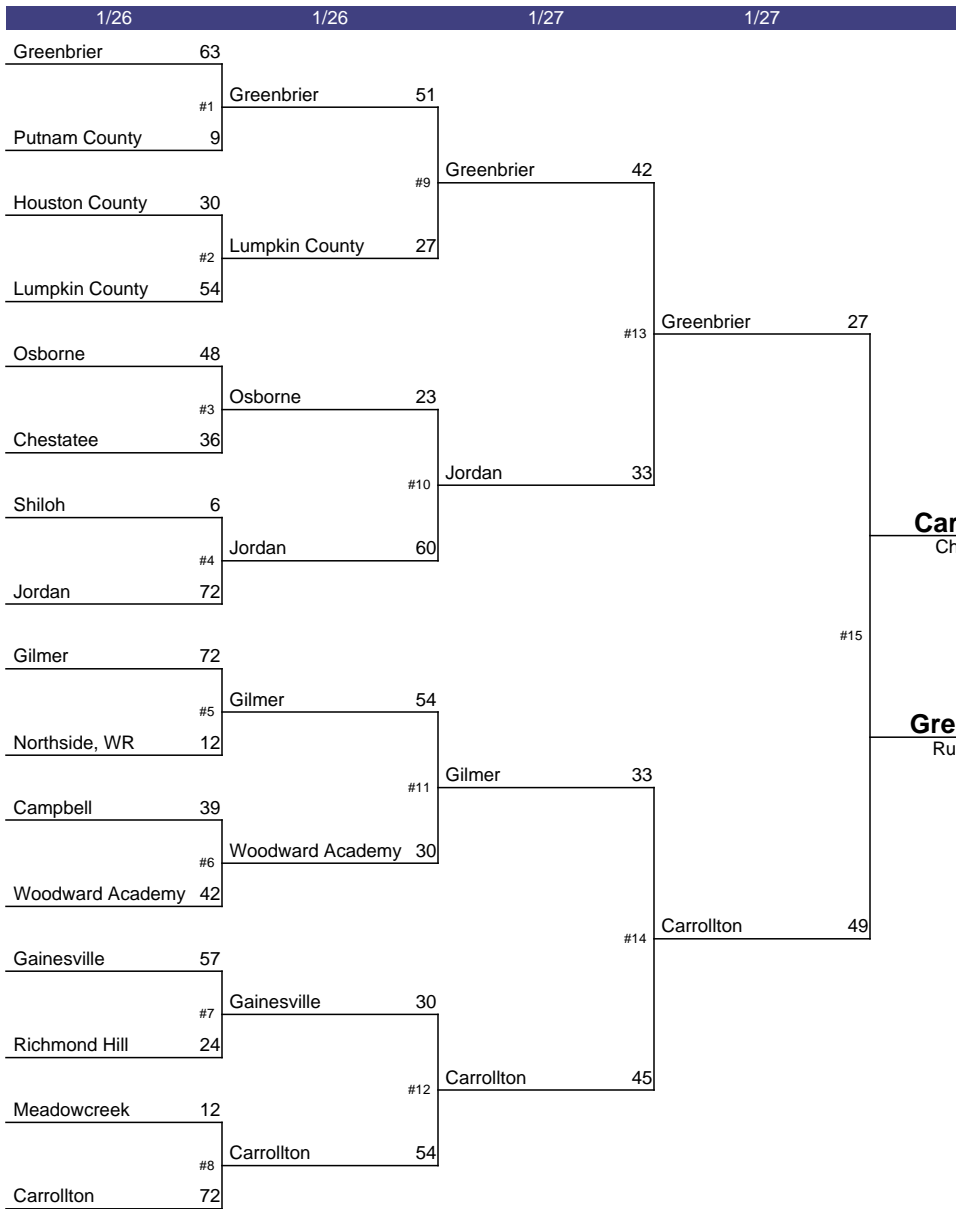 1/26 1/26 1/27 1/27
Greenbrier 63
#1
Putnam County 9
Houston County 30
#2
Lumpkin County 54
Osborne 48
#3
Chestatee 36
Shiloh 6
#4
Jordan 72
Gilmer 72
#5
Northside, WR 12
Campbell 39
#6
Woodward Academy 42
Gainesville 57
#7
Richmond Hill 24
Meadowcreek 12
#8
Carrollton 72
Greenbrier 51
#9
Lumpkin County 27
Osborne 23
#10
Jordan 60
Gilmer 54
#11
Woodward Academy 30
Gainesville 30
#12
Carrollton 54
Greenbrier 42
#13
Jordan 33
Gilmer 33
#14
Carrollton 45
Greenbrier 27
#15
Carrollton 49
Car
Ch
Gre
Ru